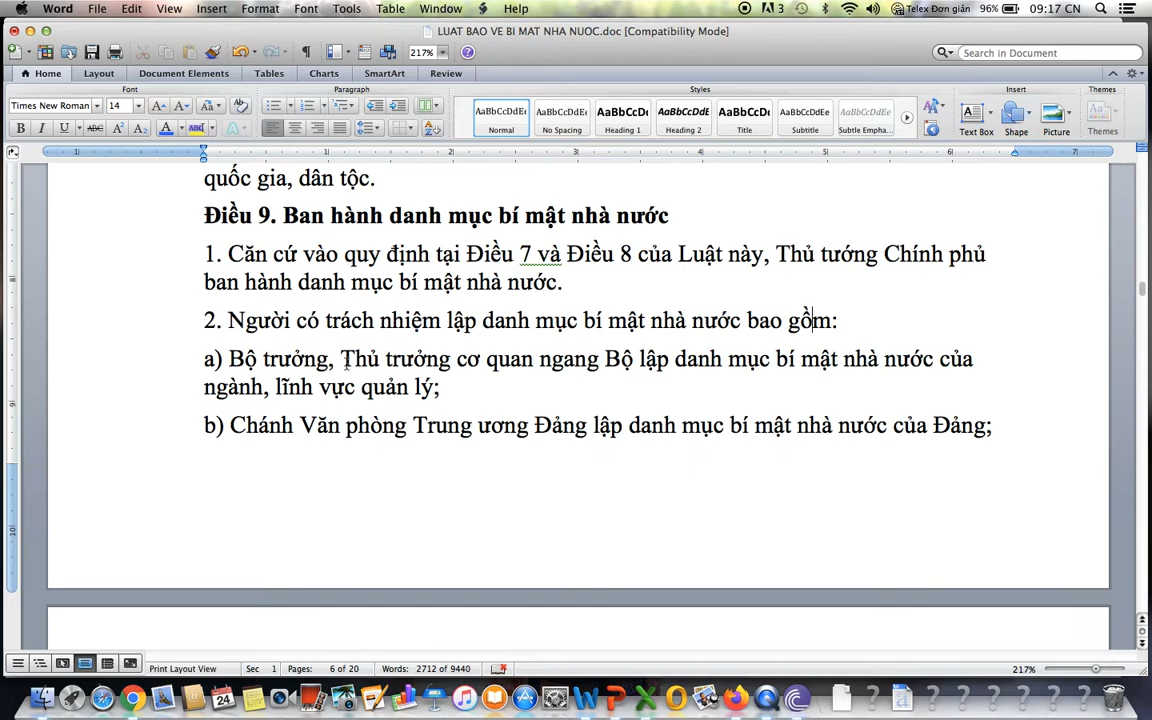 Word File Edit View Insert Format Font Tools Table Window Help
3 Telex Đơn giản 96% 09:17 CN
LUAT BAO VE BI MAT NHA NUOC.doc [Compatibility Mode]
217% Search in Document
Home Layout Document Elements Tables Charts SmartArt Review
Font Paragraph Styles Insert Themes
Times New Roman 14
Normal No Spacing Heading 1 Heading 2 Title Subtitle Subtle Empha...
Text Box Shape Picture Themes
quốc gia, dân tộc.
Điều 9. Ban hành danh mục bí mật nhà nước
1. Căn cứ vào quy định tại Điều 7 và Điều 8 của Luật này, Thủ tướng Chính phủ
ban hành danh mục bí mật nhà nước.
2. Người có trách nhiệm lập danh mục bí mật nhà nước bao gồm:
a) Bộ trưởng, Thủ trưởng cơ quan ngang Bộ lập danh mục bí mật nhà nước của
ngành, lĩnh vực quản lý;
b) Chánh Văn phòng Trung ương Đảng lập danh mục bí mật nhà nước của Đảng;
Print Layout View Sec 1 Pages: 6 of 20 Words: 2712 of 9440 217%